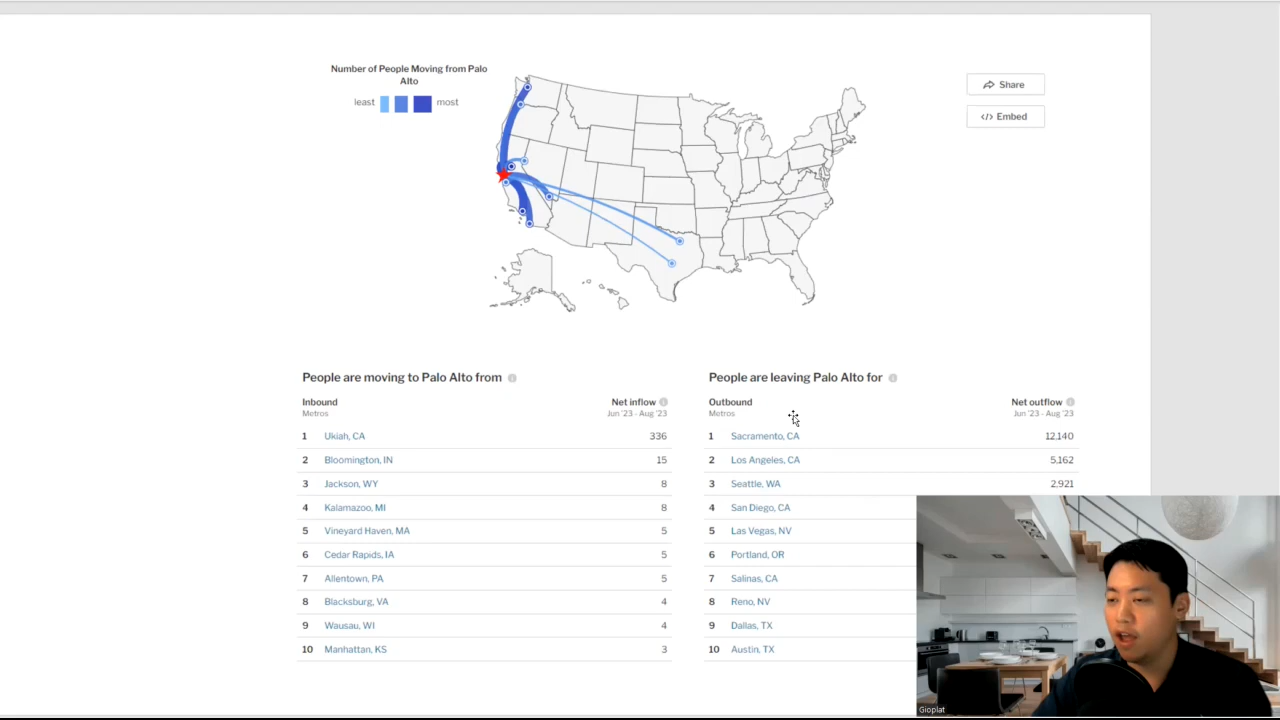 Number of People Moving from Palo
Alto
least most
Share
</> Embed
People are moving to Palo Alto from
Inbound Net inflow
Metros Jun '23 - Aug '23
1 Ukiah, CA 336
2 Bloomington, IN 15
3 Jackson, WY 8
4 Kalamazoo, MI 8
5 Vineyard Haven, MA 5
6 Cedar Rapids, IA 5
7 Allentown, PA 5
8 Blacksburg, VA 4
9 Wausau, WI 4
10 Manhattan, KS 3
People are leaving Palo Alto for
Outbound Net outflow
Metros Jun '23 - Aug '23
1 Sacramento, CA 12,140
2 Los Angeles, CA 5,162
3 Seattle, WA 2,921
4 San Diego, CA
5 Las Vegas, NV
6 Portland, OR
7 Salinas, CA
8 Reno, NV
9 Dallas, TX
10 Austin, TX
Gioplat